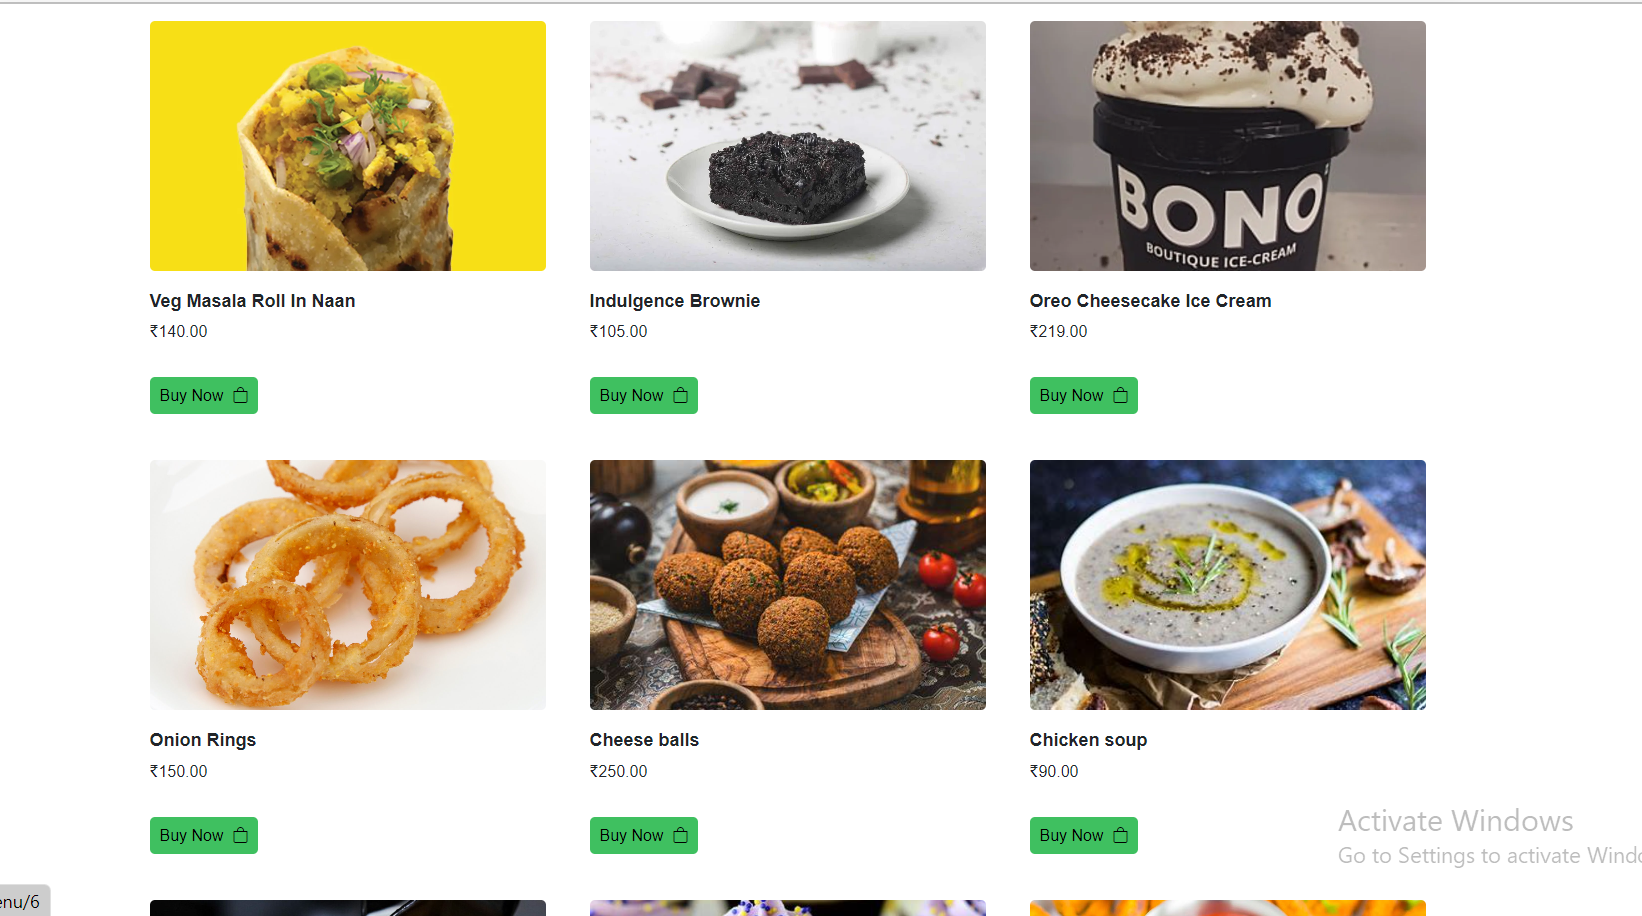 BONO
BOUTIQUE ICE-CREAM
Veg Masala Roll In Naan
Indulgence Brownie
Oreo Cheesecake Ice Cream
₹140.00
₹105.00
₹219.00
Buy Now
Buy Now
Buy Now
Onion Rings
Cheese balls
Chicken soup
₹150.00
₹250.00
₹90.00
Buy Now
Buy Now
Buy Now
Activate Windows
Go to Settings to activate Windo
enu/6